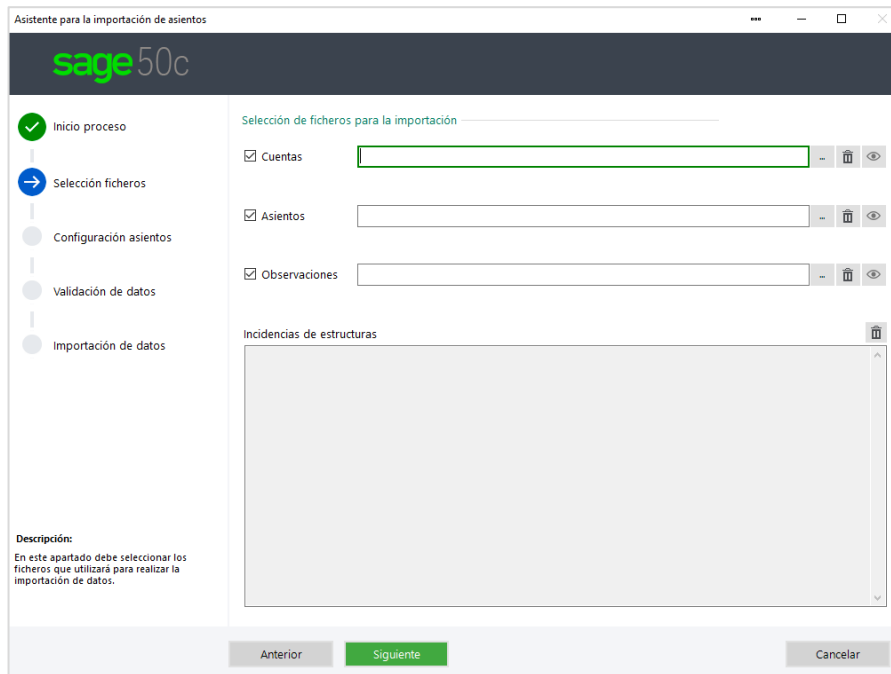 Asistente para la importación de asientos
sage 50c
Inicio proceso
Selección ficheros
Configuración asientos
Validación de datos
Importación de datos
Descripción:
En este apartado debe seleccionar los
ficheros que utilizará para realizar la
importación de datos.
Selección de ficheros para la importación
Cuentas
...
Asientos
...
Observaciones
...
Incidencias de estructuras
Anterior
Siguiente
Cancelar